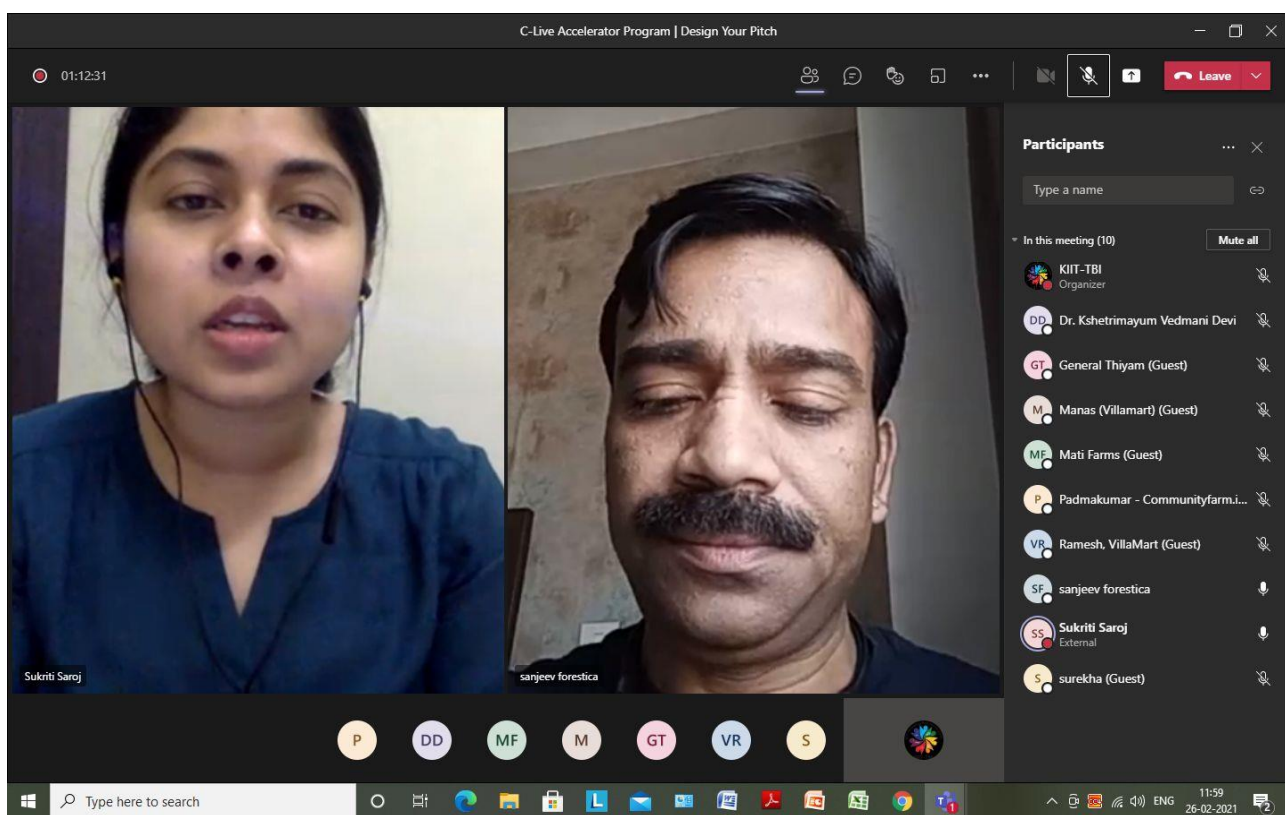 C-Live Accelerator Program | Design Your Pitch
01:12:31
Leave
Participants
Type a name
In this meeting (10)
Mute all
KIIT-TBI
Organizer
DD
Dr. Kshetrimayum Vedmani Devi
GT
General Thiyam (Guest)
M
Manas (Villamart) (Guest)
MF
Mati Farms (Guest)
P
Padmakumar - Communityfarm.i...
VR
Ramesh, VillaMart (Guest)
SF
sanjeev forestica
SS
Sukriti Saroj
External
S
surekha (Guest)
Sukriti Saroj
sanjeev forestica
P DD MF M GT VR S
Type here to search
L
T
1
ENG
11:59
26-02-2021
2